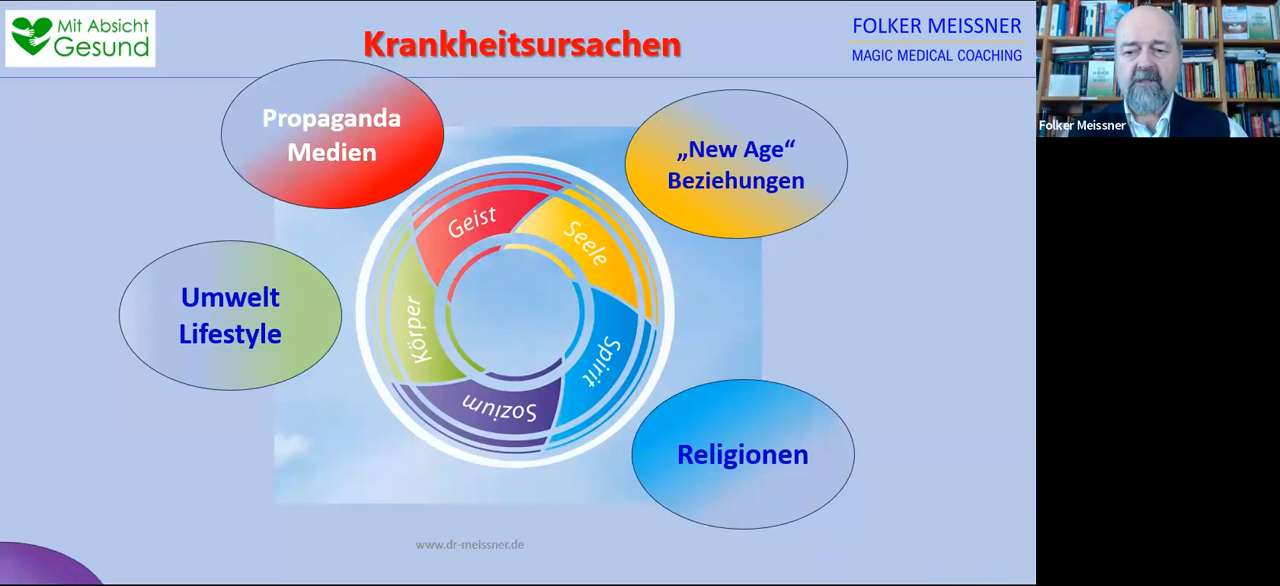 Mit Absicht
Gesund
Krankheitsursachen
FOLKER MEISSNER
MAGIC MEDICAL COACHING
Folker Meissner
Propaganda
Medien
„New Age“
Beziehungen
Geist
Seele
Umwelt
Lifestyle
Körper
Spirit
Sozium
Religionen
www.dr-meissner.de